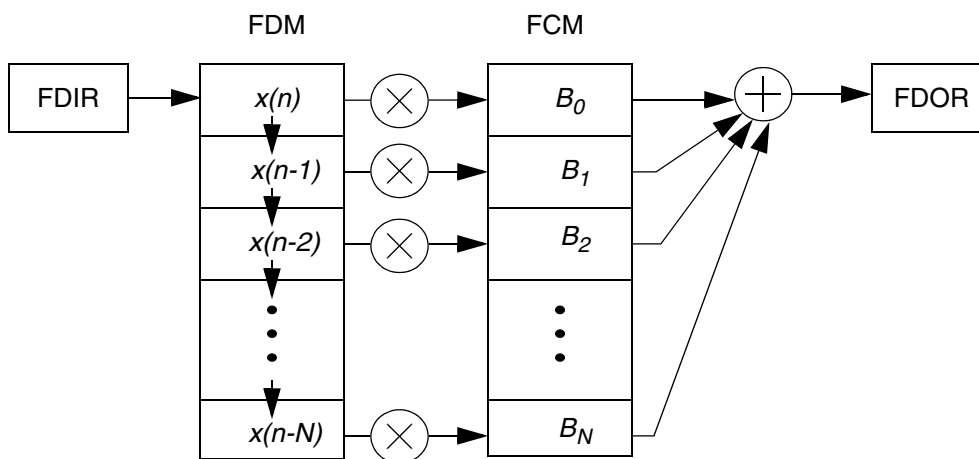 FDM FCM
FDIR x(n) B0 FDOR
x(n-1) B1
x(n-2) B2
x(n-N) BN